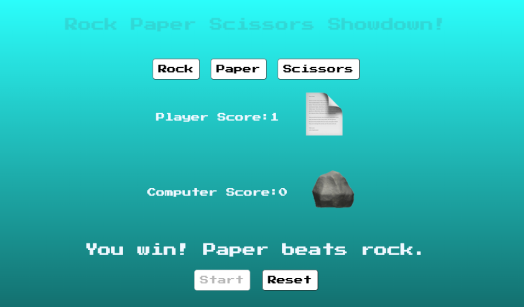 Rock Paper Scissors Showdown!
Rock Paper Scissors
Player Score:1
Computer Score:0
You win! Paper beats rock.
Start Reset